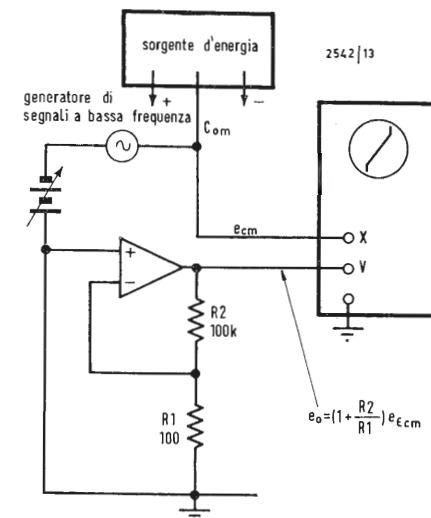 sorgente d'energia
2542/13
+
−
generatore di
segnali a bassa frequenza
Com
ecm
X
V
+
−
R2
100k
R1
100
eo=(1+R2/R1)eεcm